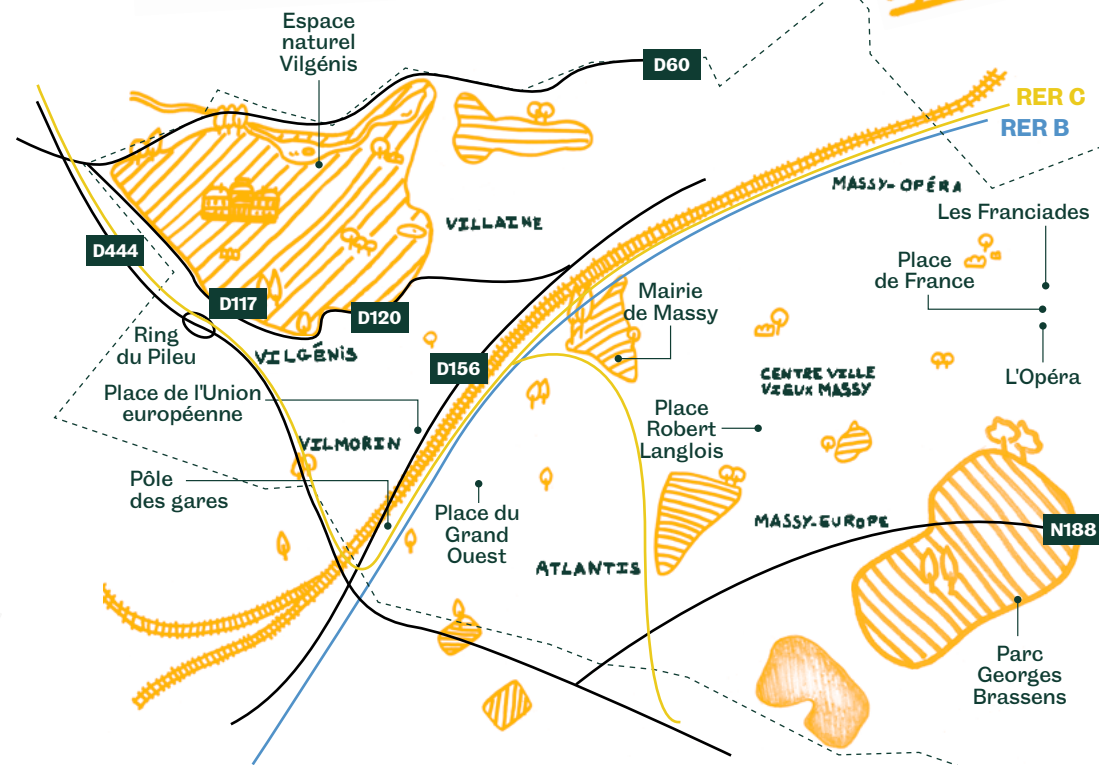 Espace
naturel
Vilgénis
D60
RER C
RER B
MASSY-OPÉRA
Les Franciades
VILLAINE
D444
Place
de France
D117
D120
Mairie
de Massy
Ring
du Pileu
VILGÉNIS
D156
L'Opéra
CENTRE VILLE
VIEUX MASSY
Place de l'Union
européenne
Place
Robert
Langlois
VILMORIN
Pôle
des gares
Place du
Grand
Ouest
MASSY-EUROPE
N188
ATLANTIS
Parc
Georges
Brassens